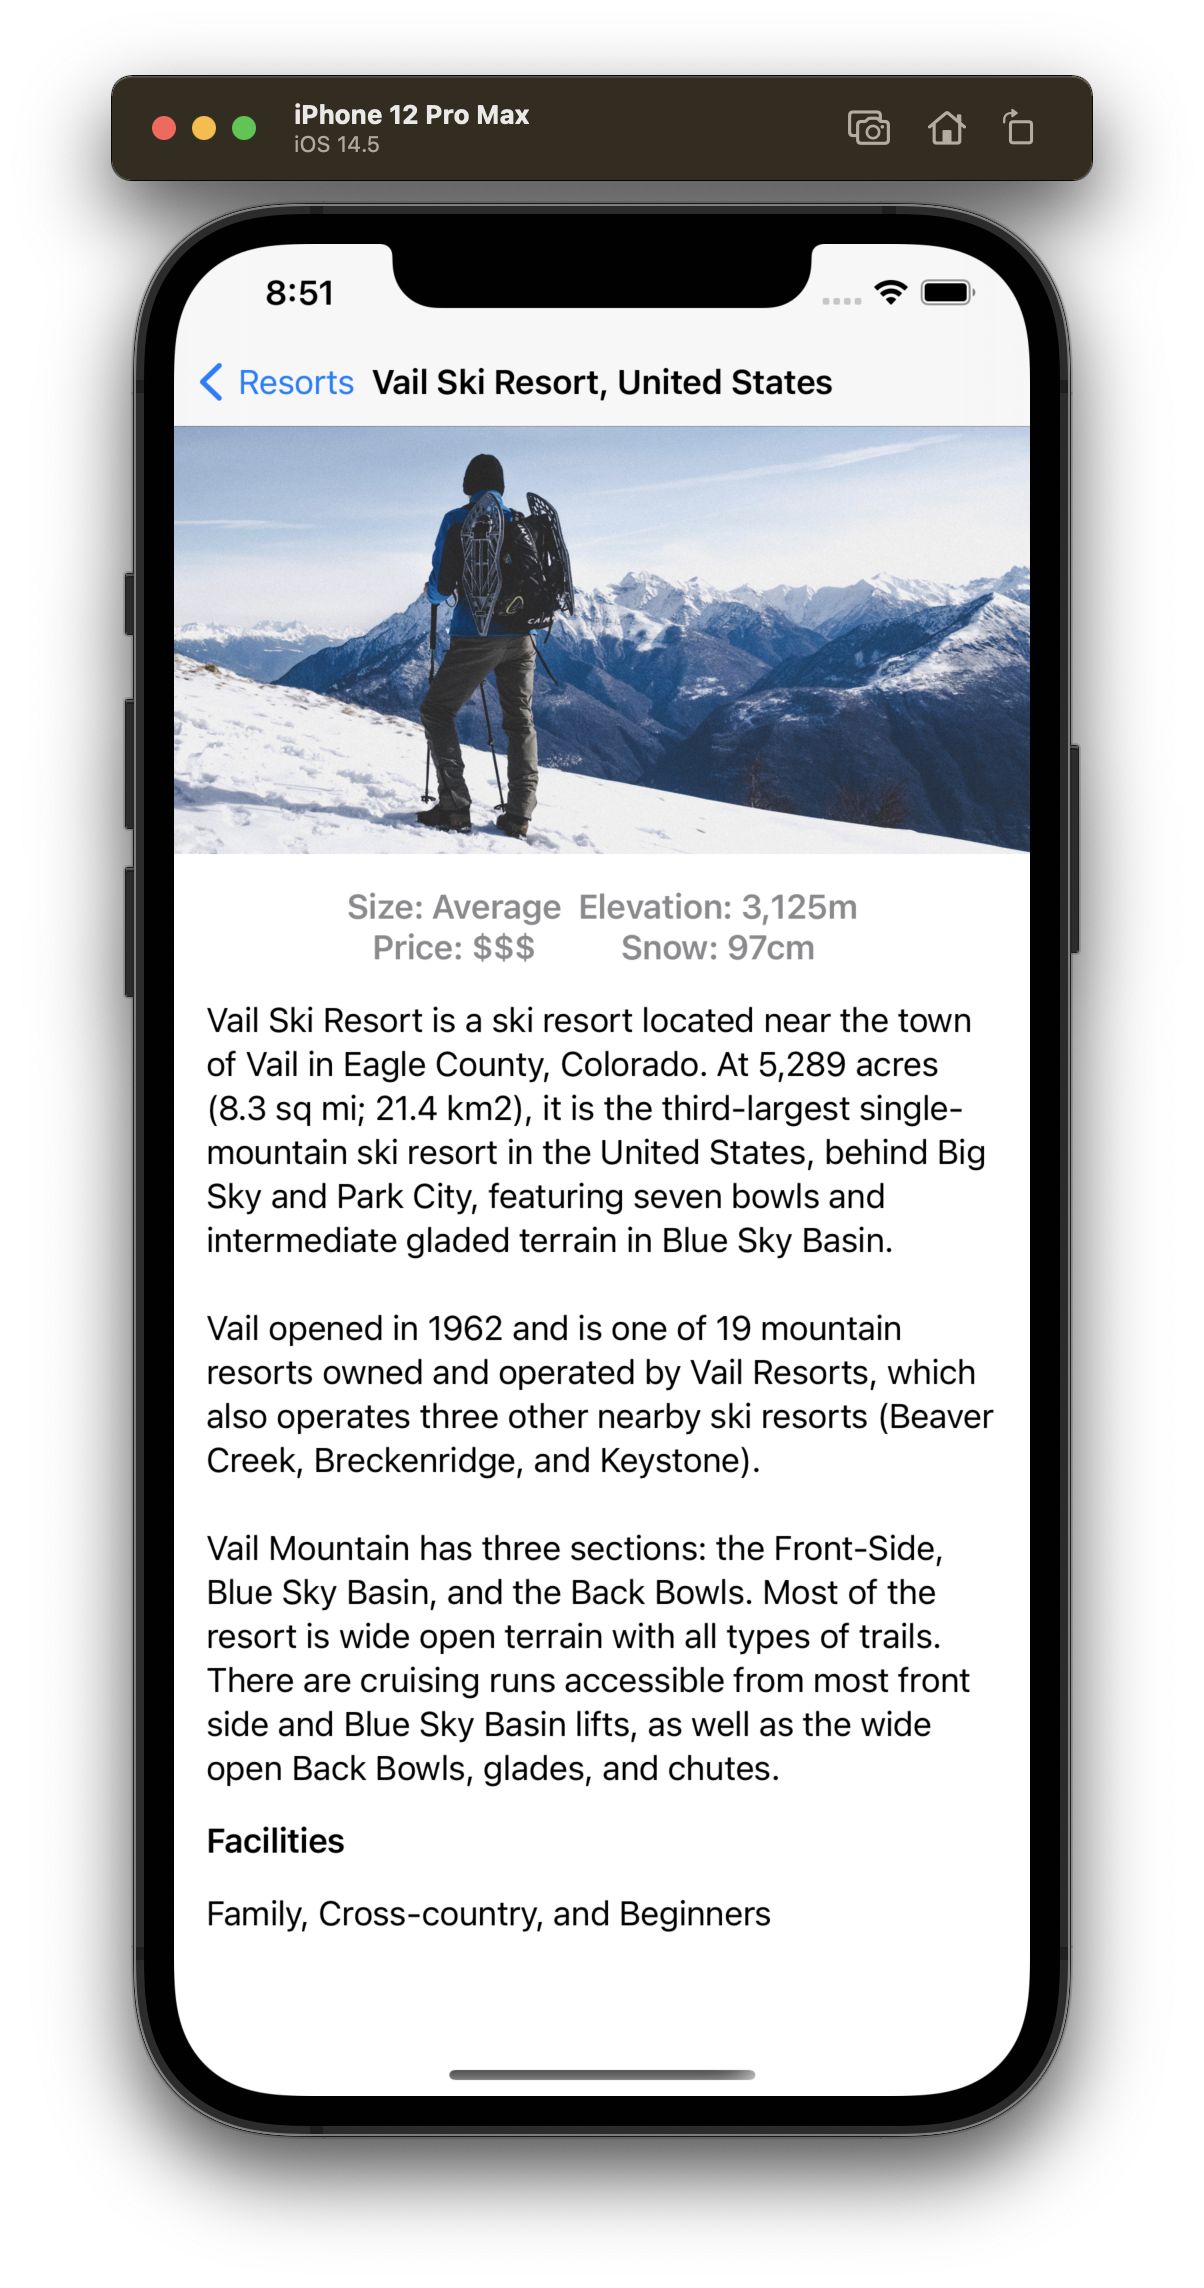 iPhone 12 Pro Max
iOS 14.5
8:51
Resorts Vail Ski Resort, United States
CAMP
Size: Average Elevation: 3,125m
Price: $$$ Snow: 97cm
Vail Ski Resort is a ski resort located near the town
of Vail in Eagle County, Colorado. At 5,289 acres
(8.3 sq mi; 21.4 km2), it is the third-largest single-
mountain ski resort in the United States, behind Big
Sky and Park City, featuring seven bowls and
intermediate gladed terrain in Blue Sky Basin.
Vail opened in 1962 and is one of 19 mountain
resorts owned and operated by Vail Resorts, which
also operates three other nearby ski resorts (Beaver
Creek, Breckenridge, and Keystone).
Vail Mountain has three sections: the Front-Side,
Blue Sky Basin, and the Back Bowls. Most of the
resort is wide open terrain with all types of trails.
There are cruising runs accessible from most front
side and Blue Sky Basin lifts, as well as the wide
open Back Bowls, glades, and chutes.
Facilities
Family, Cross-country, and Beginners